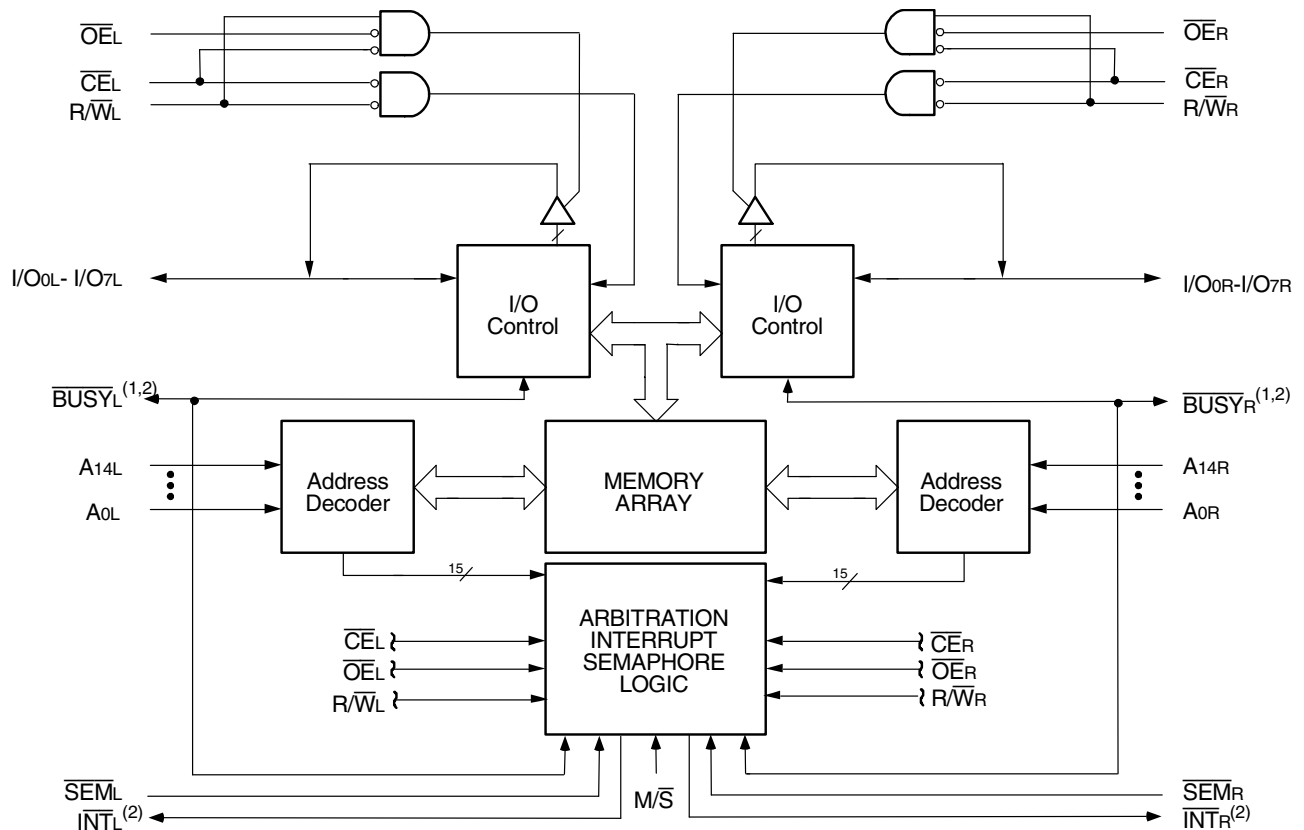 OEL
OER
CEL
CER
R/WL
R/WR
I/O0L- I/O7L
I/O Control
I/O Control
I/O0R-I/O7R
BUSYL(1,2)
BUSYR(1,2)
A14L
Address Decoder
MEMORY ARRAY
Address Decoder
A14R
A0L
A0R
15
15
ARBITRATION
INTERRUPT
SEMAPHORE
LOGIC
CEL
CER
OEL
OER
R/WL
R/WR
SEML
M/S
SEMR
INTL(2)
INTR(2)